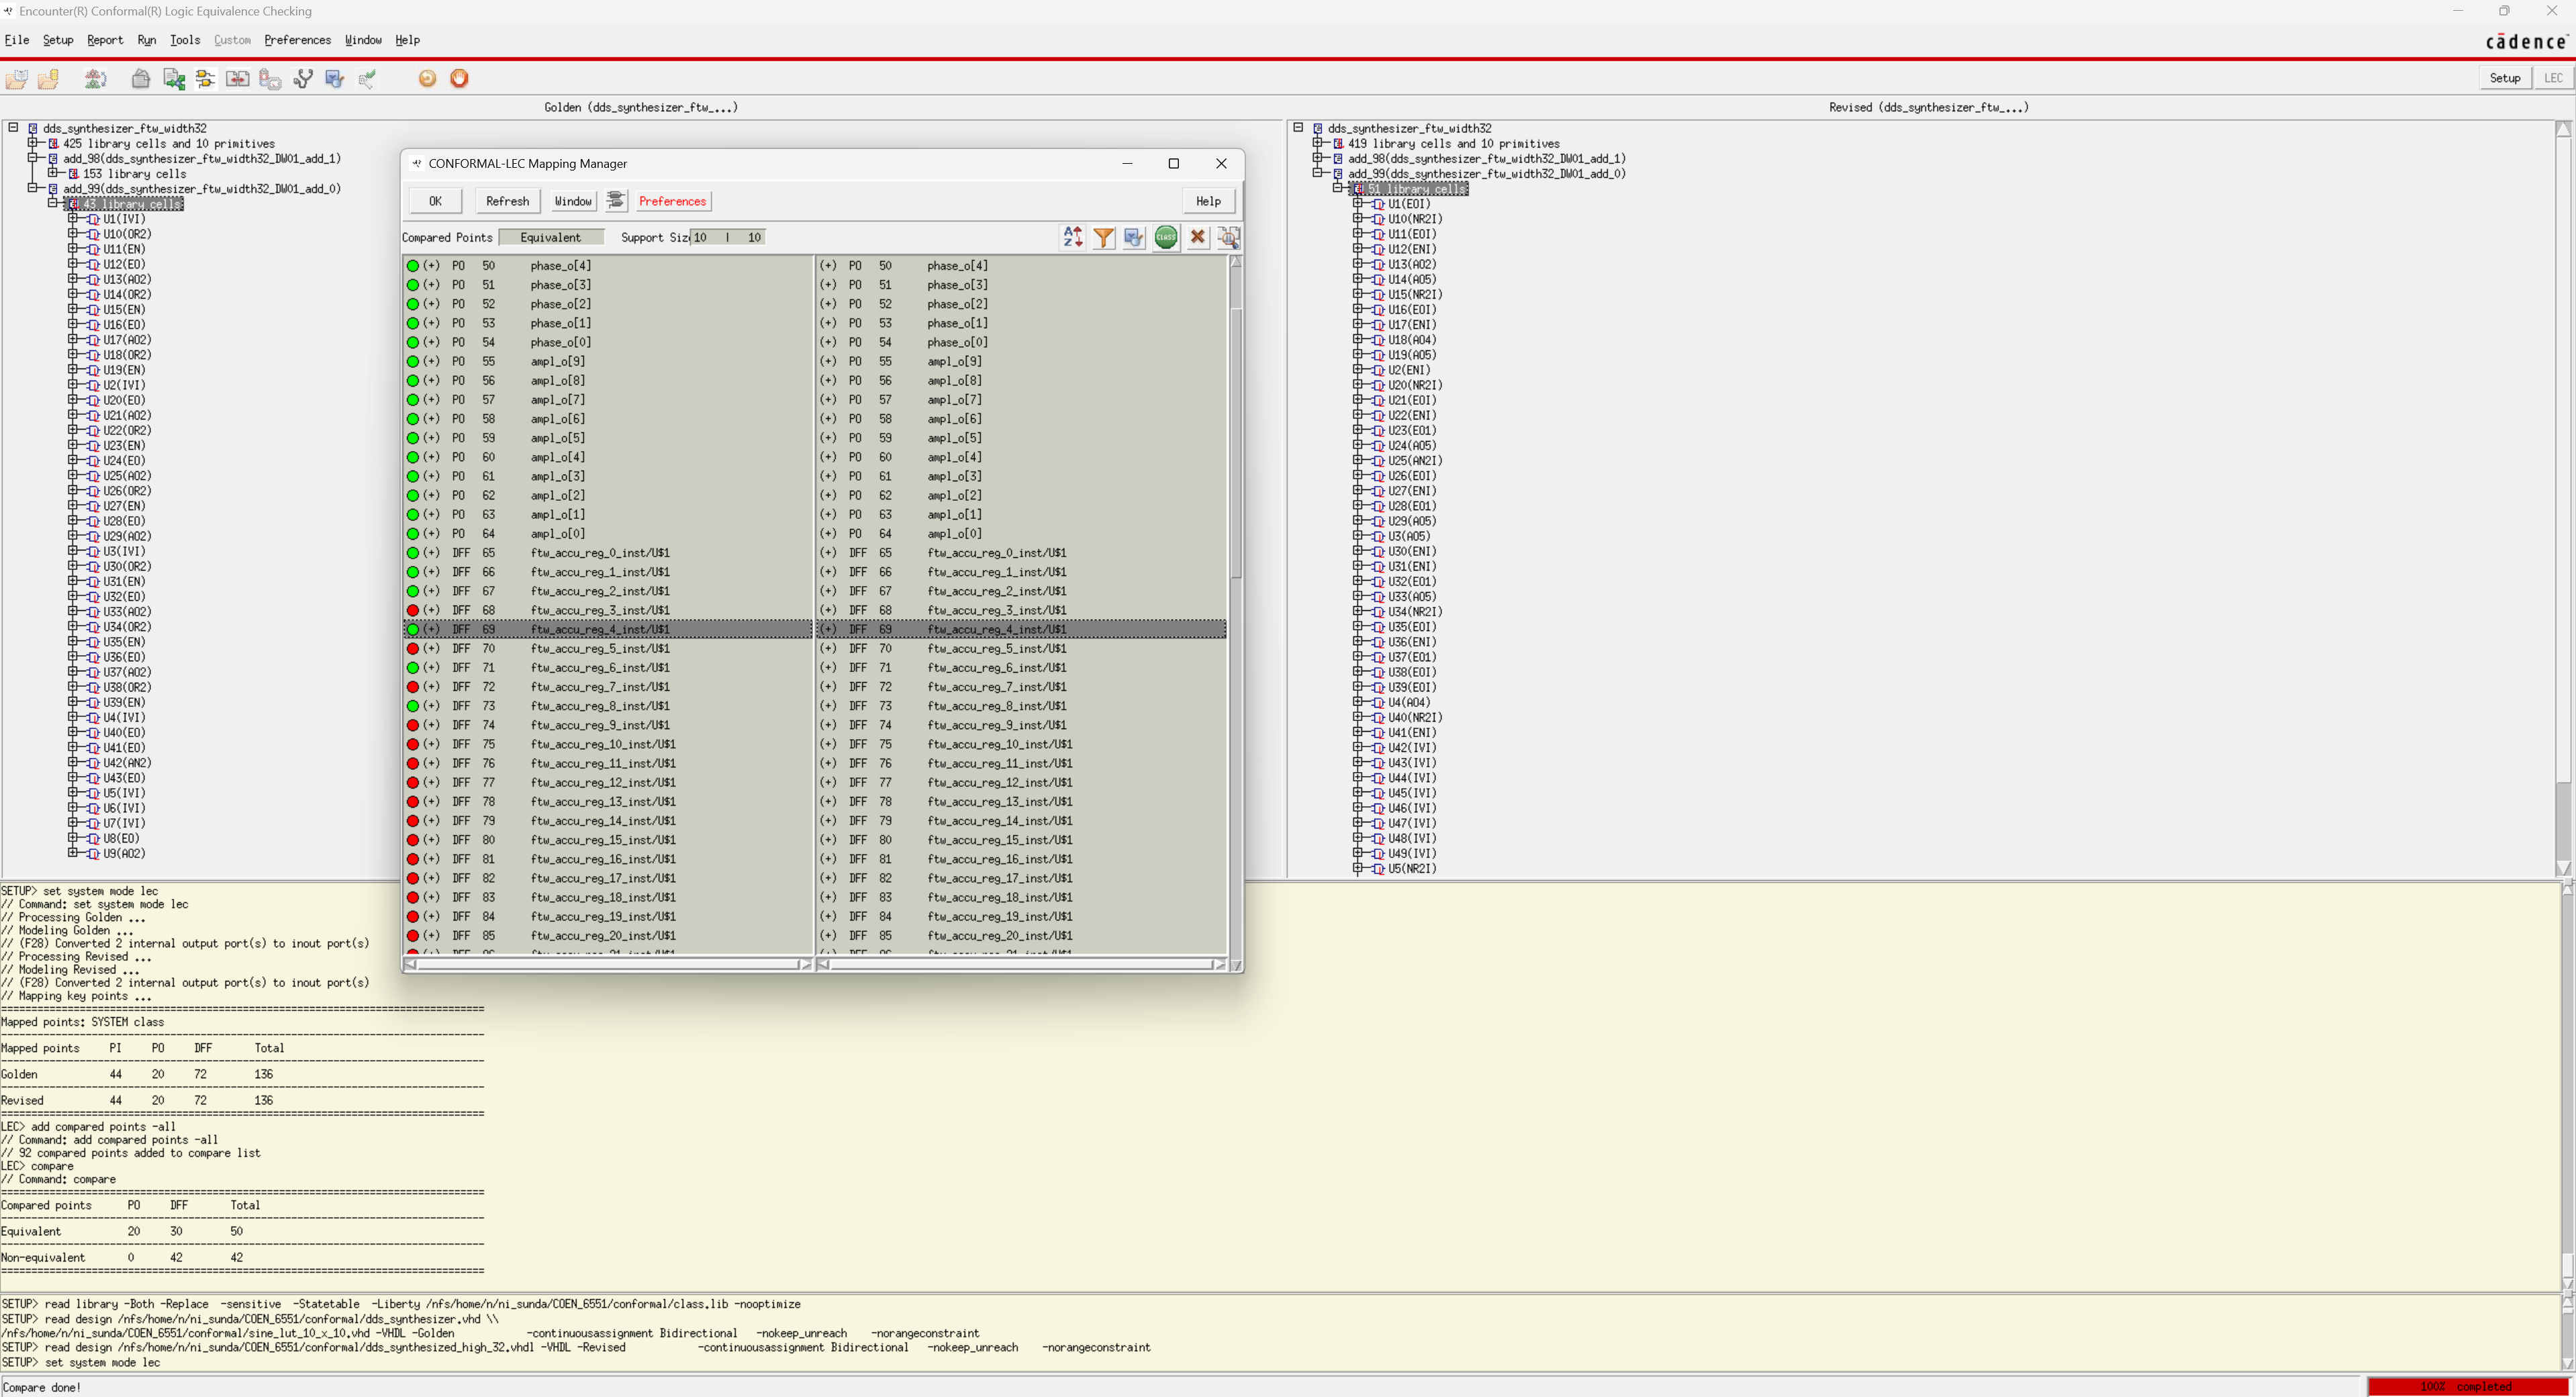 Encounter(R) Conformal(R) Logic Equivalence Checking
File Setup Report Run Tools Custom Preferences Window Help
cādence
Setup LEC
Golden (dds_synthesizer_ftw_...)
Revised (dds_synthesizer_ftw_...)
dds_synthesizer_ftw_width32
425 library cells and 10 primitives
add_98(dds_synthesizer_ftw_width32_DW01_add_1)
153 library cells
add_99(dds_synthesizer_ftw_width32_DW01_add_0)
43 library cells
U1(IVI)
U10(OR2)
U11(EN)
U12(EO)
U13(AO2)
U14(OR2)
U15(EN)
U16(EO)
U17(AO2)
U18(OR2)
U19(EN)
U2(IVI)
U20(EO)
U21(AO2)
U22(OR2)
U23(EN)
U24(EO)
U25(AO2)
U26(OR2)
U27(EN)
U28(EO)
U29(AO2)
U3(IVI)
U30(OR2)
U31(EN)
U32(EO)
U33(AO2)
U34(OR2)
U35(EN)
U36(EO)
U37(AO2)
U38(OR2)
U39(EN)
U4(IVI)
U40(EO)
U41(EO)
U42(AN2)
U43(EO)
U5(IVI)
U6(IVI)
U7(IVI)
U8(EO)
U9(AO2)
CONFORMAL-LEC Mapping Manager
OK Refresh Window Preferences Help
Compared Points Equivalent Support Siz 10 | 10
CLASS
(+) PO 50 phase_o[4] (+) PO 50 phase_o[4]
(+) PO 51 phase_o[3] (+) PO 51 phase_o[3]
(+) PO 52 phase_o[2] (+) PO 52 phase_o[2]
(+) PO 53 phase_o[1] (+) PO 53 phase_o[1]
(+) PO 54 phase_o[0] (+) PO 54 phase_o[0]
(+) PO 55 ampl_o[9] (+) PO 55 ampl_o[9]
(+) PO 56 ampl_o[8] (+) PO 56 ampl_o[8]
(+) PO 57 ampl_o[7] (+) PO 57 ampl_o[7]
(+) PO 58 ampl_o[6] (+) PO 58 ampl_o[6]
(+) PO 59 ampl_o[5] (+) PO 59 ampl_o[5]
(+) PO 60 ampl_o[4] (+) PO 60 ampl_o[4]
(+) PO 61 ampl_o[3] (+) PO 61 ampl_o[3]
(+) PO 62 ampl_o[2] (+) PO 62 ampl_o[2]
(+) PO 63 ampl_o[1] (+) PO 63 ampl_o[1]
(+) PO 64 ampl_o[0] (+) PO 64 ampl_o[0]
(+) DFF 65 ftw_accu_reg_0_inst/U$1 (+) DFF 65 ftw_accu_reg_0_inst/U$1
(+) DFF 66 ftw_accu_reg_1_inst/U$1 (+) DFF 66 ftw_accu_reg_1_inst/U$1
(+) DFF 67 ftw_accu_reg_2_inst/U$1 (+) DFF 67 ftw_accu_reg_2_inst/U$1
(+) DFF 68 ftw_accu_reg_3_inst/U$1 (+) DFF 68 ftw_accu_reg_3_inst/U$1
(+) DFF 69 ftw_accu_reg_4_inst/U$1 (+) DFF 69 ftw_accu_reg_4_inst/U$1
(+) DFF 70 ftw_accu_reg_5_inst/U$1 (+) DFF 70 ftw_accu_reg_5_inst/U$1
(+) DFF 71 ftw_accu_reg_6_inst/U$1 (+) DFF 71 ftw_accu_reg_6_inst/U$1
(+) DFF 72 ftw_accu_reg_7_inst/U$1 (+) DFF 72 ftw_accu_reg_7_inst/U$1
(+) DFF 73 ftw_accu_reg_8_inst/U$1 (+) DFF 73 ftw_accu_reg_8_inst/U$1
(+) DFF 74 ftw_accu_reg_9_inst/U$1 (+) DFF 74 ftw_accu_reg_9_inst/U$1
(+) DFF 75 ftw_accu_reg_10_inst/U$1 (+) DFF 75 ftw_accu_reg_10_inst/U$1
(+) DFF 76 ftw_accu_reg_11_inst/U$1 (+) DFF 76 ftw_accu_reg_11_inst/U$1
(+) DFF 77 ftw_accu_reg_12_inst/U$1 (+) DFF 77 ftw_accu_reg_12_inst/U$1
(+) DFF 78 ftw_accu_reg_13_inst/U$1 (+) DFF 78 ftw_accu_reg_13_inst/U$1
(+) DFF 79 ftw_accu_reg_14_inst/U$1 (+) DFF 79 ftw_accu_reg_14_inst/U$1
(+) DFF 80 ftw_accu_reg_15_inst/U$1 (+) DFF 80 ftw_accu_reg_15_inst/U$1
(+) DFF 81 ftw_accu_reg_16_inst/U$1 (+) DFF 81 ftw_accu_reg_16_inst/U$1
(+) DFF 82 ftw_accu_reg_17_inst/U$1 (+) DFF 82 ftw_accu_reg_17_inst/U$1
(+) DFF 83 ftw_accu_reg_18_inst/U$1 (+) DFF 83 ftw_accu_reg_18_inst/U$1
(+) DFF 84 ftw_accu_reg_19_inst/U$1 (+) DFF 84 ftw_accu_reg_19_inst/U$1
(+) DFF 85 ftw_accu_reg_20_inst/U$1 (+) DFF 85 ftw_accu_reg_20_inst/U$1
dds_synthesizer_ftw_width32
419 library cells and 10 primitives
add_98(dds_synthesizer_ftw_width32_DW01_add_1)
add_99(dds_synthesizer_ftw_width32_DW01_add_0)
51 library cells
U1(EOI)
U10(NR2I)
U11(EOI)
U12(ENI)
U13(AO2)
U14(AO5)
U15(NR2I)
U16(EOI)
U17(ENI)
U18(AO4)
U19(AO5)
U2(ENI)
U20(NR2I)
U21(EOI)
U22(ENI)
U23(EO1)
U24(AO5)
U25(AN2I)
U26(EOI)
U27(ENI)
U28(EO1)
U29(AO5)
U3(AO5)
U30(ENI)
U31(ENI)
U32(EO1)
U33(AO5)
U34(NR2I)
U35(EOI)
U36(ENI)
U37(EO1)
U38(EOI)
U39(EOI)
U4(AO4)
U40(NR2I)
U41(ENI)
U42(IVI)
U43(IVI)
U44(IVI)
U45(IVI)
U46(IVI)
U47(IVI)
U48(IVI)
U49(IVI)
U5(NR2I)
SETUP> set system mode lec
// Command: set system mode lec
// Processing Golden ...
// Modeling Golden ...
// (F28) Converted 2 internal output port(s) to inout port(s)
// Processing Revised ...
// Modeling Revised ...
// (F28) Converted 2 internal output port(s) to inout port(s)
// Mapping key points ...
Mapped points: SYSTEM class
Mapped points PI PO DFF Total
Golden 44 20 72 136
Revised 44 20 72 136
LEC> add compared points -all
// Command: add compared points -all
// 92 compared points added to compare list
LEC> compare
// Command: compare
Compared points PO DFF Total
Equivalent 20 30 50
Non-equivalent 0 42 42
SETUP> read library -Both -Replace -sensitive -Statetable -Liberty /nfs/home/n/ni_sunda/COEN_6551/conformal/class.lib -nooptimize
SETUP> read design /nfs/home/n/ni_sunda/COEN_6551/conformal/dds_synthesizer.vhd \\
/nfs/home/n/ni_sunda/COEN_6551/conformal/sine_lut_10_x_10.vhd -VHDL -Golden -continuousassignment Bidirectional -nokeep_unreach -norangeconstraint
SETUP> read design /nfs/home/n/ni_sunda/COEN_6551/conformal/dds_synthesized_high_32.vhdl -VHDL -Revised -continuousassignment Bidirectional -nokeep_unreach -norangeconstraint
SETUP> set system mode lec
Compare done!
100% completed